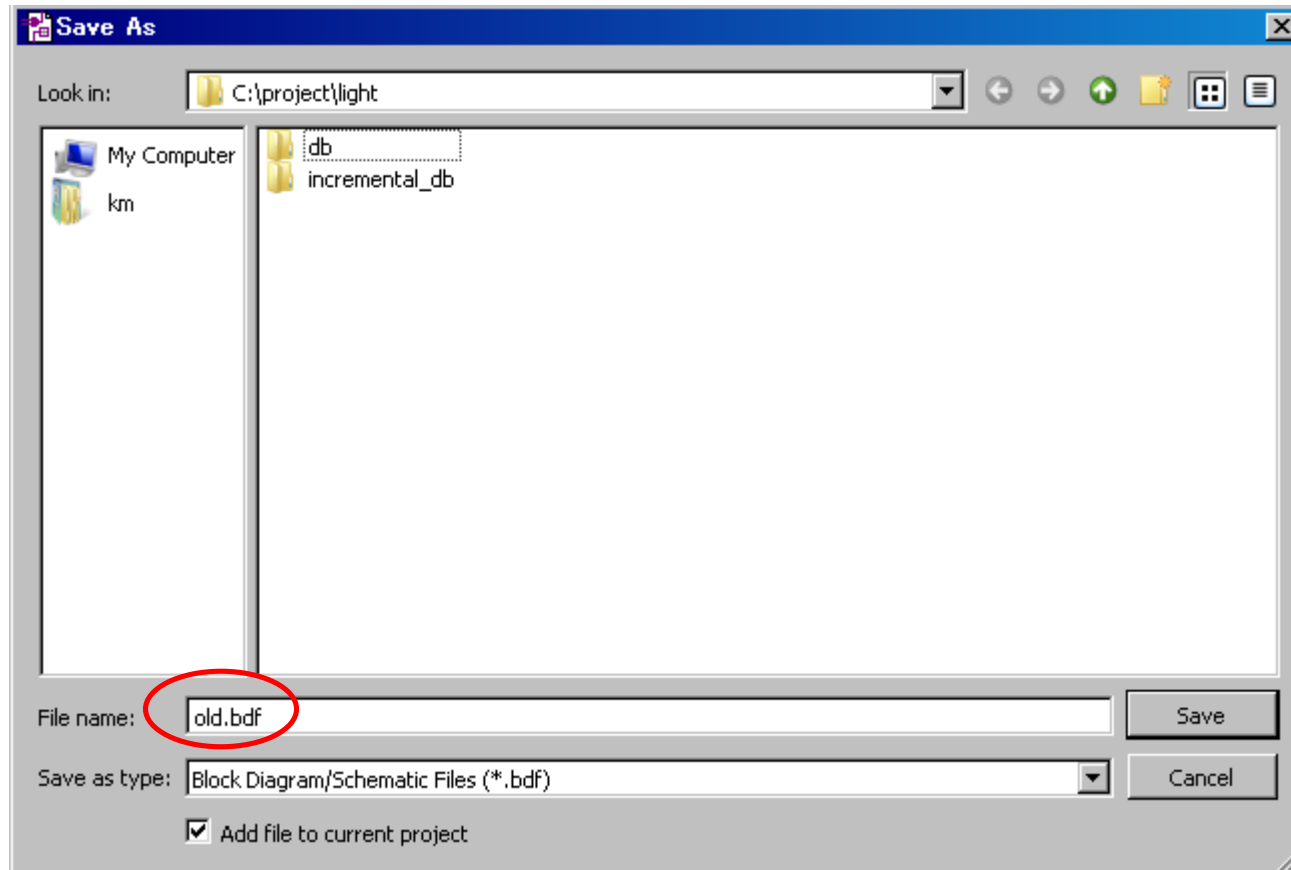 Save As
Look in:
C:\project\light
My Computer
km
db
incremental_db
File name:
old.bdf
Save
Save as type:
Block Diagram/Schematic Files (*.bdf)
Cancel
Add file to current project